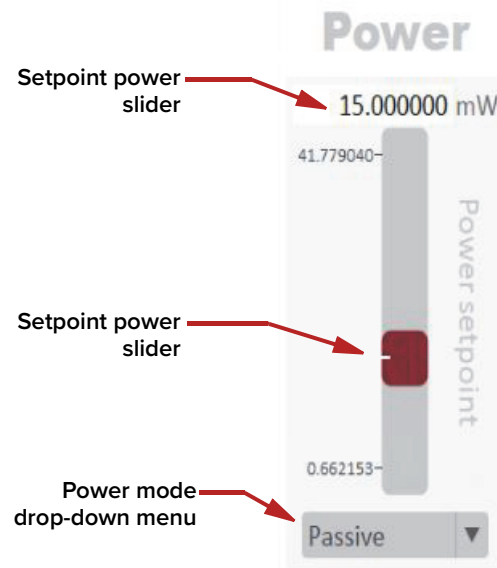 Power
Setpoint power
slider
15.000000 mW
41.779040
Power setpoint
Setpoint power
slider
0.662153
Power mode
drop-down menu
Passive